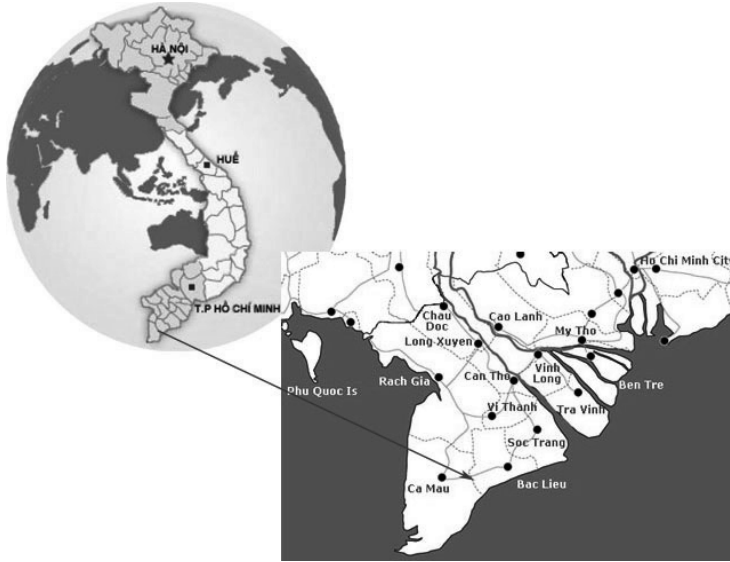 HÀ NỘI
HUẾ
T.P HỒ CHÍ MINH
Ho Chi Minh City
Chau
Doc
Cao Lanh
My Tho
Long Xuyen
Vinh
Long
Ben Tre
Phu Quoc Is
Rach Gia
Can Tho
Tra Vinh
Vi Thanh
Soc Trang
Ca Mau
Bac Lieu